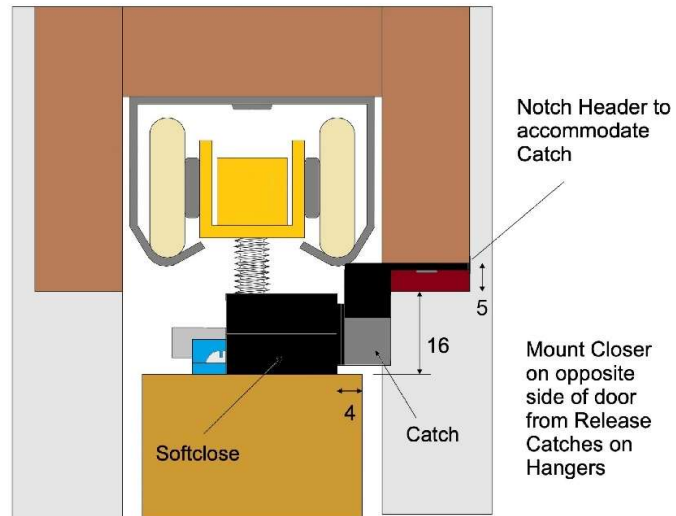 Notch Header to
accommodate
Catch
5
16
Mount Closer
on opposite
side of door
from Release
Catches on
Hangers
4
Catch
Softclose